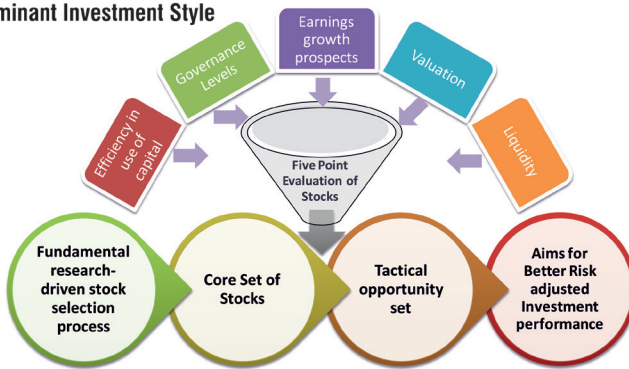 minant Investment Style
Efficiency in
use of
capital
Governance
Levels
Earnings
growth
prospects
Valuation
Liquidity
Five Point
Evaluation of
Stocks
Fundamental
research-
driven stock
selection
process
Core Set of
Stocks
Tactical
opportunity
set
Aims for
Better Risk
adjusted
Investment
performance